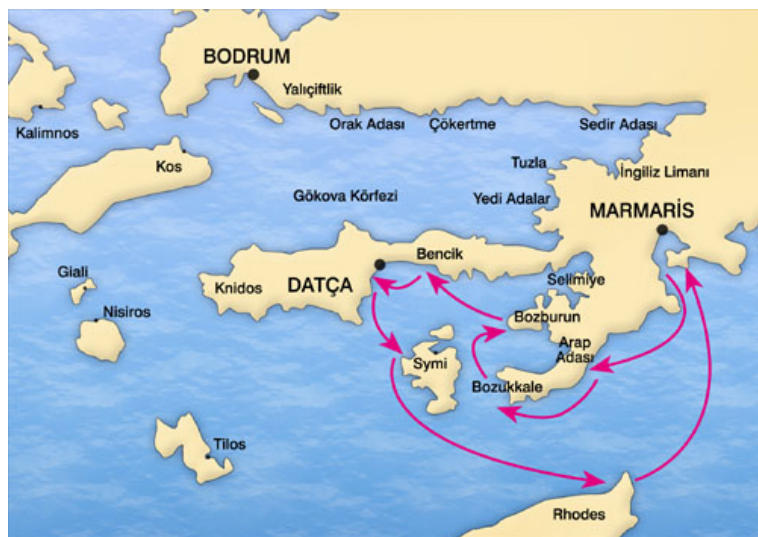 BODRUM
Yalıçiftlik
Kalimnos
Orak Adası
Çökertme
Sedir Adası
Kos
Tuzla
İngiliz Limanı
Gökova Körfezi
Yedi Adalar
MARMARİS
Bencik
Giali
Knidos
DATÇA
Selimiye
Nisiros
Bozburun
Arap
Adası
Symi
Bozukkale
Tilos
Rhodes